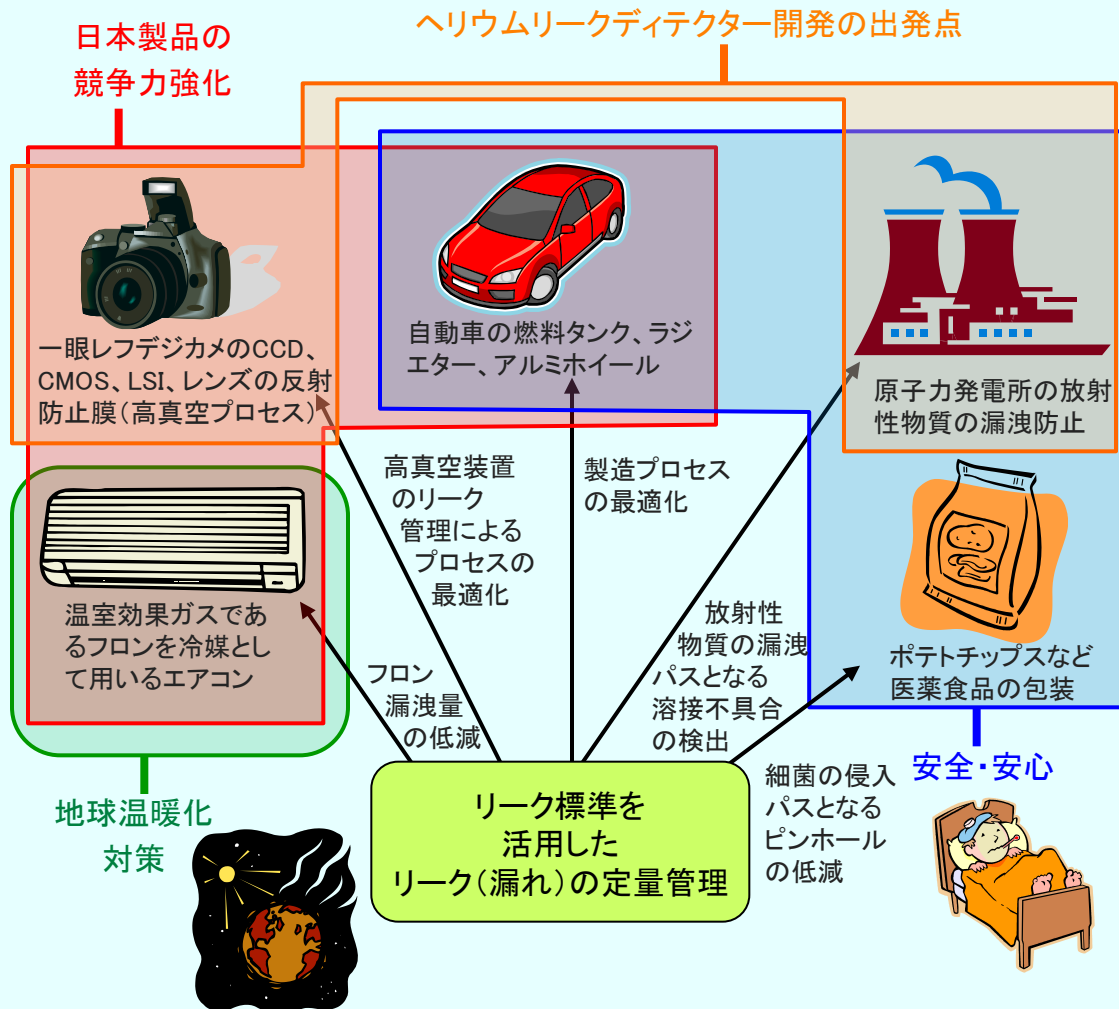 ヘリウムリークディテクター開発の出発点
日本製品の
競争力強化
一眼レフデジカメのCCD、
CMOS、LSI、レンズの反射
防止膜(高真空プロセス)
自動車の燃料タンク、ラジ
エター、アルミホイール
原子力発電所の放射
性物質の漏洩防止
高真空装置
のリーク
管理による
プロセスの
最適化
製造プロセス
の最適化
温室効果ガスであ
るフロンを冷媒とし
て用いるエアコン
フロン
漏洩量
の低減
放射性
物質の漏洩
パスとなる
溶接不具合
の検出
ポテトチップスなど
医薬食品の包装
安全・安心
地球温暖化
対策
リーク標準を
活用した
リーク(漏れ)の定量管理
細菌の侵入
パスとなる
ピンホール
の低減